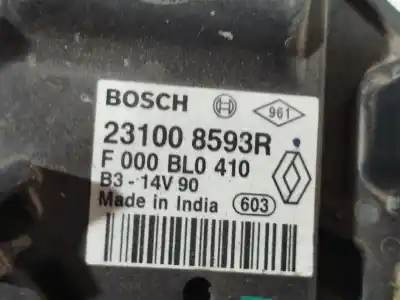 BOSCH 961
23100 8593R
F 000 BL0 410
B3 - 14V 90
Made in India 603